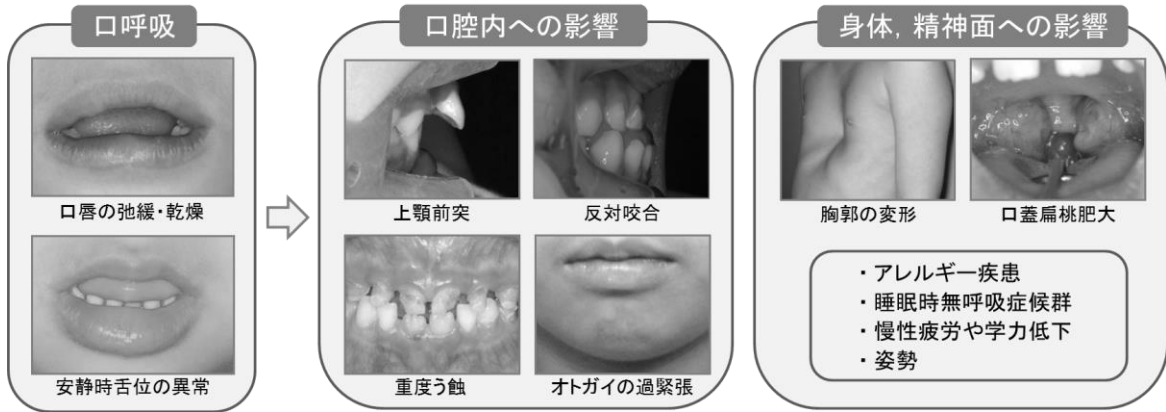 口呼吸
口唇の弛緩・乾燥
安静時舌位の異常
口腔内への影響
上顎前突
反対咬合
重度う蝕
オトガイの過緊張
身体，精神面への影響
胸郭の変形
口蓋扁桃肥大
・アレルギー疾患
・睡眠時無呼吸症候群
・慢性疲労や学力低下
・姿勢